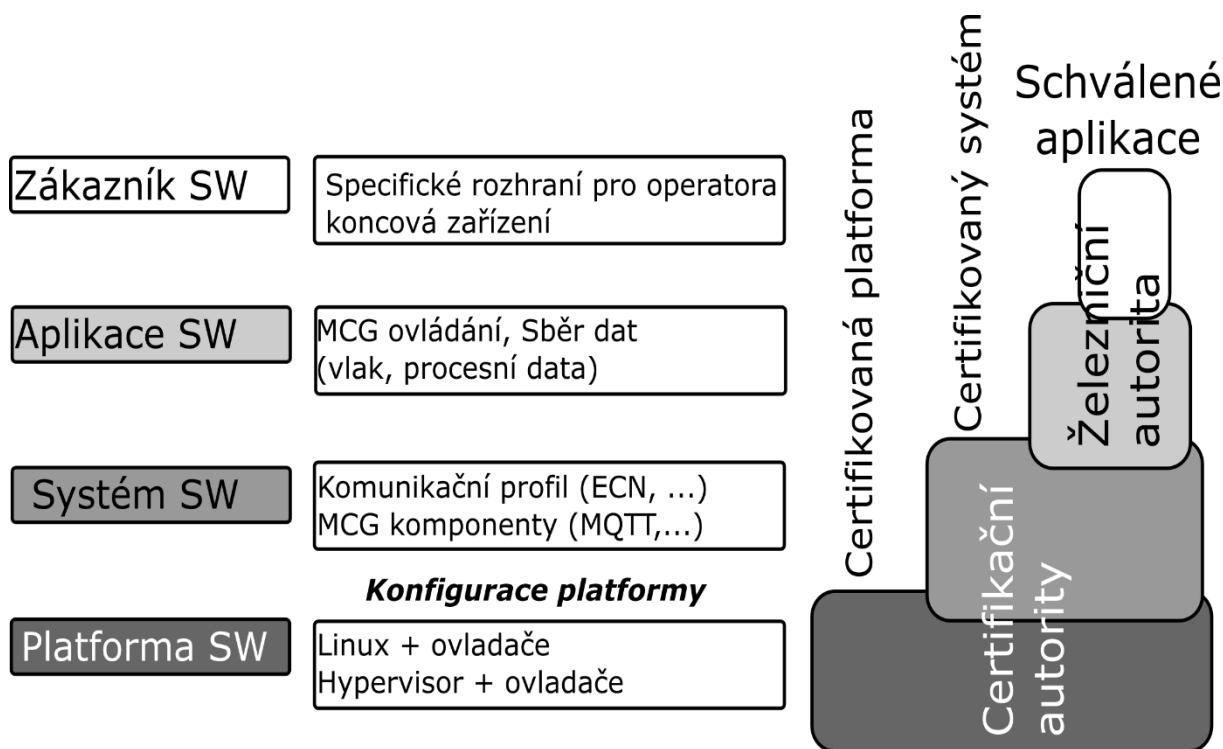 Zákazník SW
Specifické rozhraní pro operatora
koncová zařízení
Aplikace SW
MCG ovládání, Sběr dat
(vlak, procesní data)
Systém SW
Komunikační profil (ECN, ...)
MCG komponenty (MQTT,...)
Konfigurace platformy
Platforma SW
Linux + ovladače
Hypervisor + ovladače
Certifikovaná platforma
Certifikovaný systém
Schválené
aplikace
Železniční
autorita
Certifikační
autority